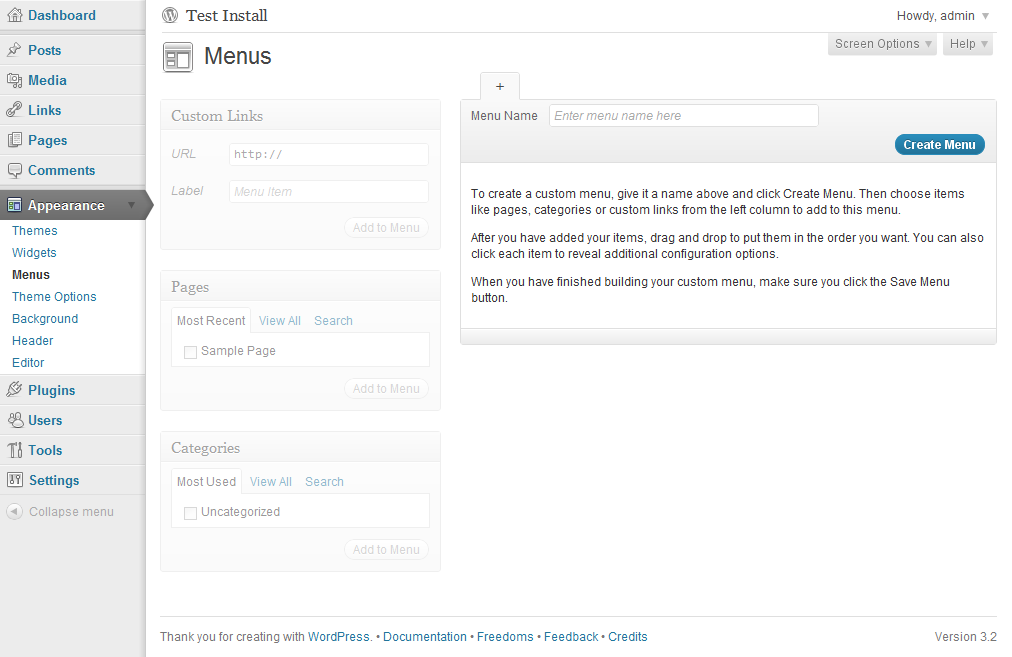 Dashboard
Posts
Media
Links
Pages
Comments
Appearance
Themes
Widgets
Menus
Theme Options
Background
Header
Editor
Plugins
Users
Tools
Settings
Collapse menu
Test Install
Howdy, admin
Screen Options
Help
Menus
Custom Links
URL
http://
Label
Menu Item
Add to Menu
Pages
Most Recent View All Search
Sample Page
Add to Menu
Categories
Most Used View All Search
Uncategorized
Add to Menu
+
Menu Name Enter menu name here
Create Menu
To create a custom menu, give it a name above and click Create Menu. Then choose items
like pages, categories or custom links from the left column to add to this menu.
After you have added your items, drag and drop to put them in the order you want. You can also
click each item to reveal additional configuration options.
When you have finished building your custom menu, make sure you click the Save Menu
button.
Thank you for creating with WordPress. • Documentation • Freedoms • Feedback • Credits
Version 3.2